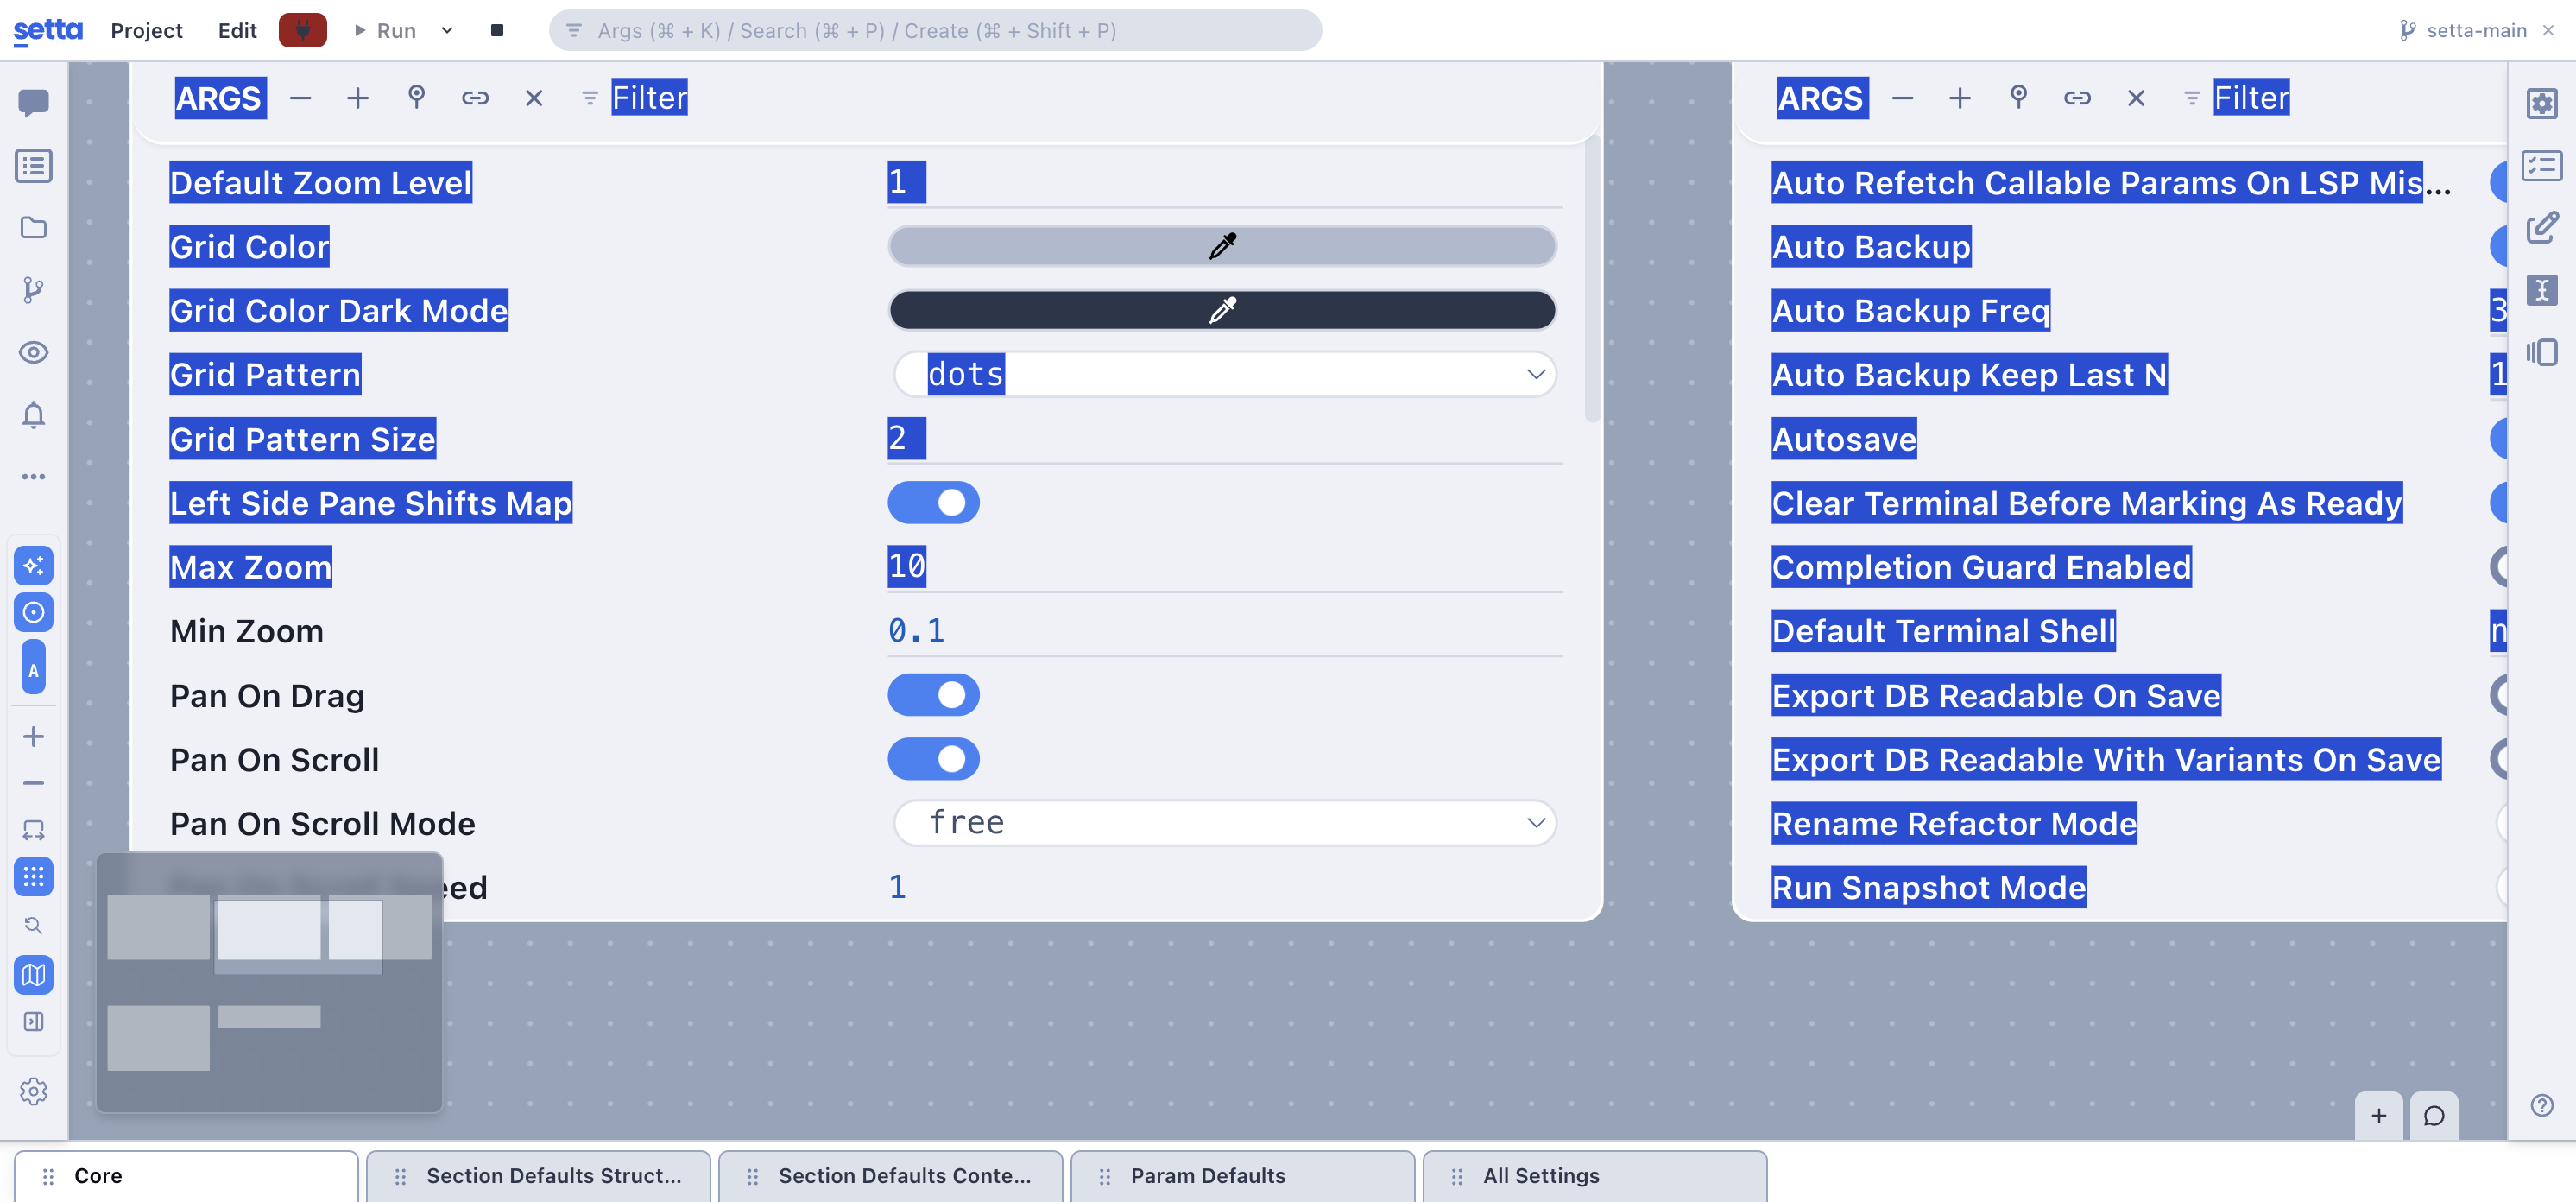 setta Project Edit Run Args (⌘ + K) / Search (⌘ + P) / Create (⌘ + Shift + P) setta-main
ARGS Filter
Default Zoom Level 1
Grid Color
Grid Color Dark Mode
Grid Pattern dots
Grid Pattern Size 2
Left Side Pane Shifts Map
Max Zoom 10
Min Zoom 0.1
Pan On Drag
Pan On Scroll
Pan On Scroll Mode free
eed 1
ARGS Filter
Auto Refetch Callable Params On LSP Mis...
Auto Backup
Auto Backup Freq 3
Auto Backup Keep Last N 1
Autosave
Clear Terminal Before Marking As Ready
Completion Guard Enabled
Default Terminal Shell n
Export DB Readable On Save
Export DB Readable With Variants On Save
Rename Refactor Mode
Run Snapshot Mode
A
Core Section Defaults Struct... Section Defaults Conte... Param Defaults All Settings